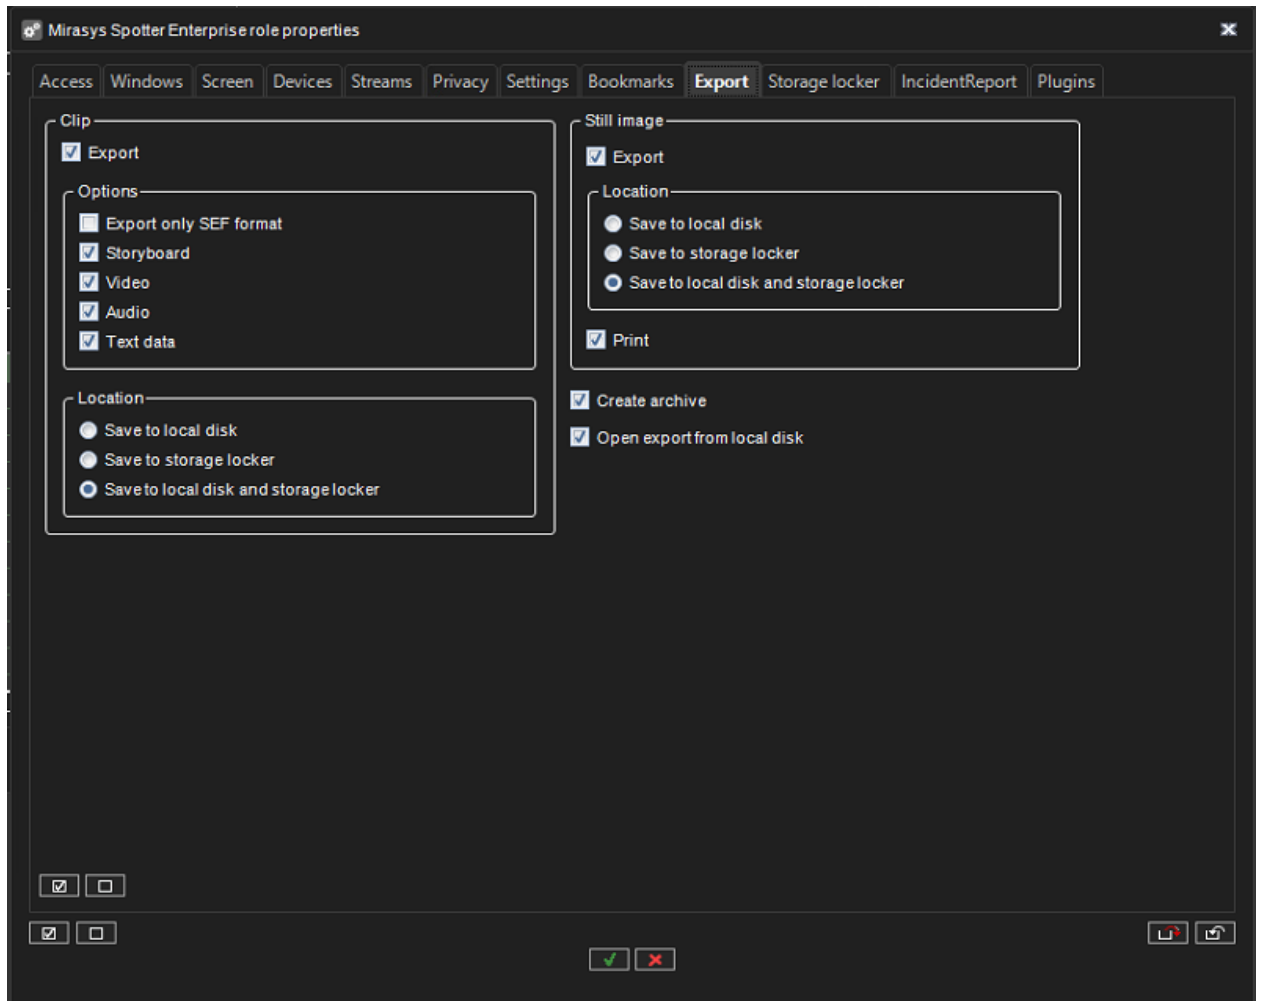 Mirasys Spotter Enterprise role properties
Access Windows Screen Devices Streams Privacy Settings Bookmarks Export Storage locker IncidentReport Plugins
Clip
Export
Options
Export only SEF format
Storyboard
Video
Audio
Text data
Location
Save to local disk
Save to storage locker
Save to local disk and storage locker
Still image
Export
Location
Save to local disk
Save to storage locker
Save to local disk and storage locker
Print
Create archive
Open export from local disk